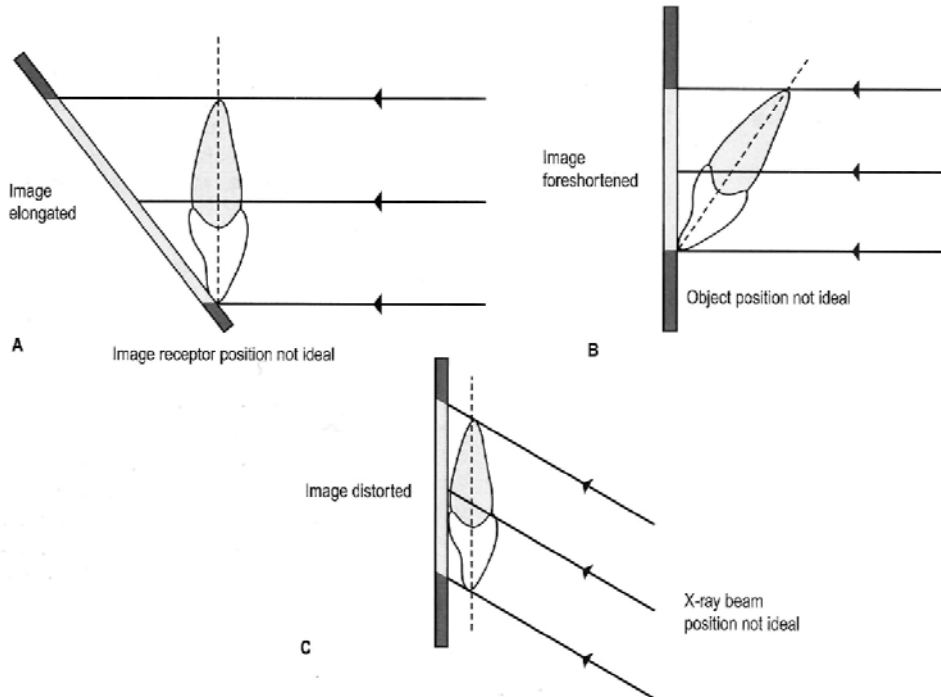 Image
elongated
A
Image receptor position not ideal
Image
foreshortened
Object position not ideal
B
Image distorted
X-ray beam
position not ideal
C